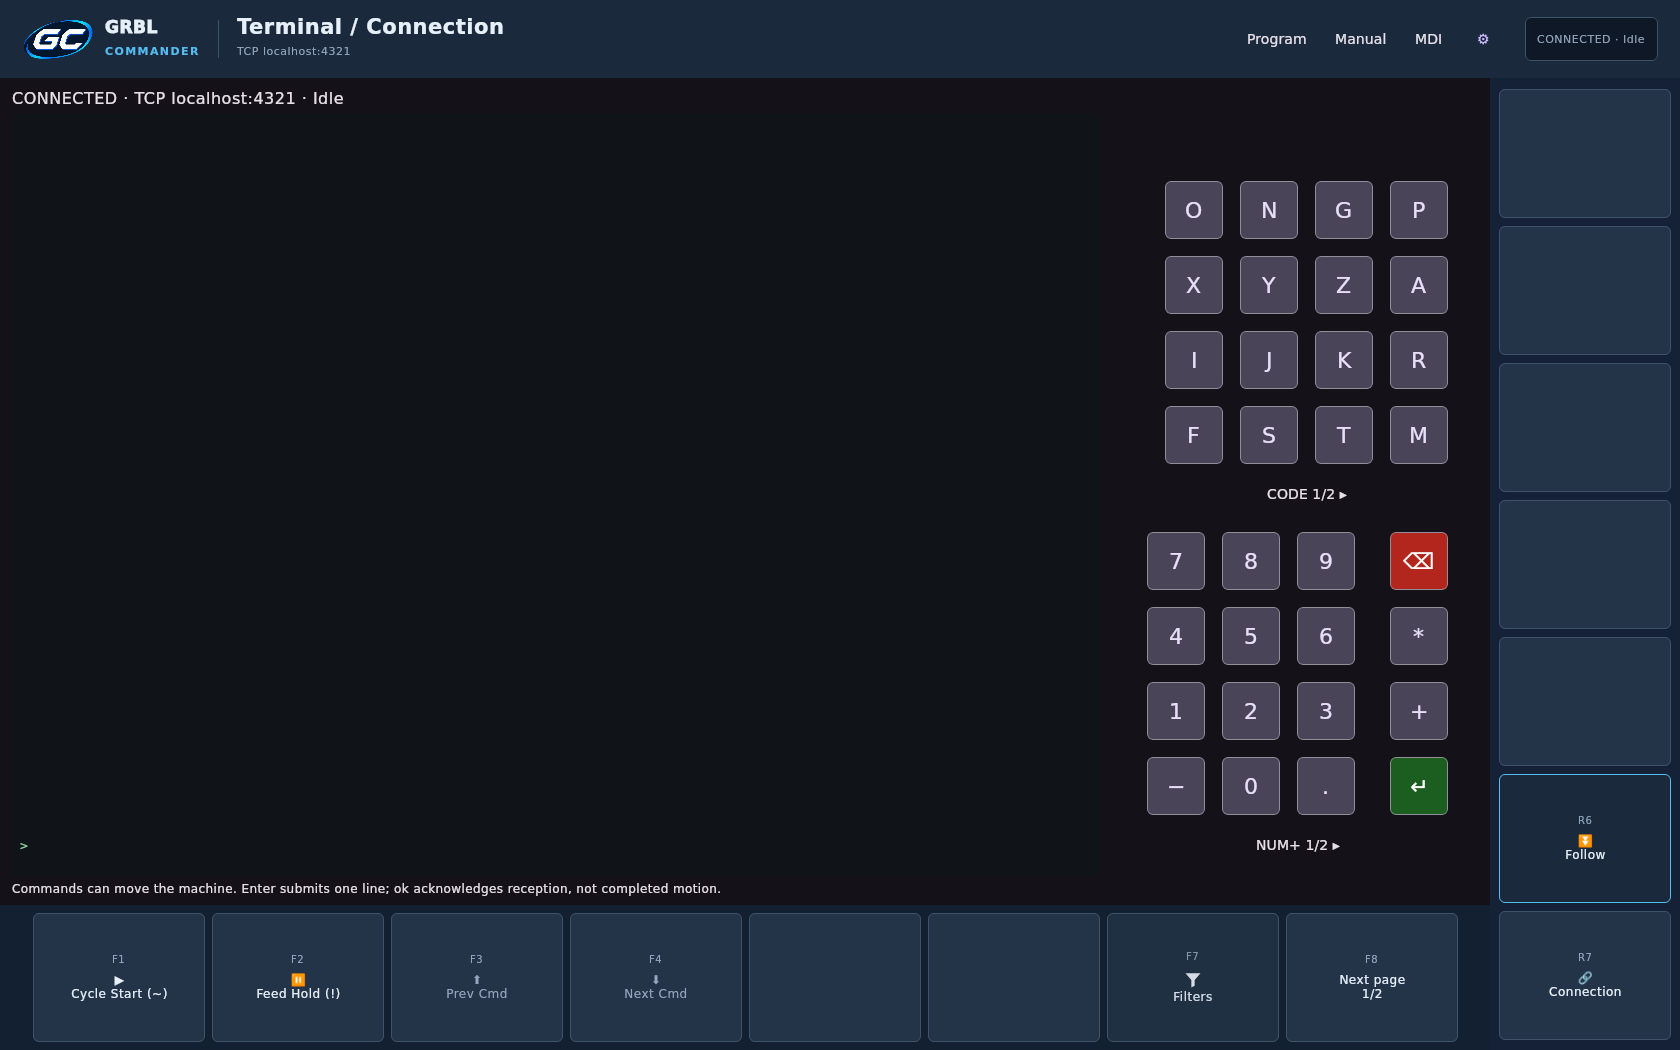 GC
GRBL
COMMANDER
Terminal / Connection
TCP localhost:4321
Program
Manual
MDI
CONNECTED · Idle
CONNECTED · TCP localhost:4321 · Idle
O N G P
X Y Z A
I J K R
F S T M
CODE 1/2 ▸
7 8 9 ⌫
4 5 6 *
1 2 3 +
− 0 . ↵
NUM+ 1/2 ▸
>
Commands can move the machine. Enter submits one line; ok acknowledges reception, not completed motion.
R6
Follow
R7
Connection
F1
Cycle Start (~)
F2
Feed Hold (!)
F3
Prev Cmd
F4
Next Cmd
F7
Filters
F8
Next page
1/2